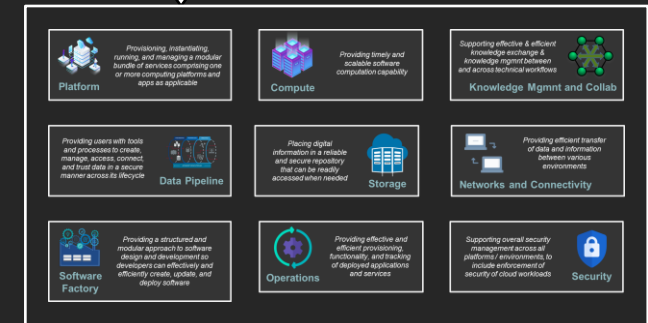 Provisioning, instantiating,
running, and managing a modular
bundle of services comprising one
or more computing platforms and
apps as applicable
Platform
Providing timely and
scalable software
computation capability
Compute
Supporting effective & efficient
knowledge exchange &
knowledge mgmt between
and across technical workflows
Knowledge Mgmnt and Collab
Providing users with tools
and processes to create,
manage, access, connect,
and trust data in a secure
manner across its lifecycle
Data Pipeline
Placing digital
information in a reliable
and secure repository
that can be readily
accessed when needed
Storage
Providing efficient transfer
of data and information
between various
environments
Networks and Connectivity
Providing a structured and
modular approach to software
design and development so
developers can effectively and
efficiently create, update, and
deploy software
Software
Factory
Providing effective and
efficient provisioning,
functionality, and tracking
of deployed applications
and services
Operations
Supporting overall security
management across all
platforms / environments, to
include enforcement of
security of cloud workloads
Security